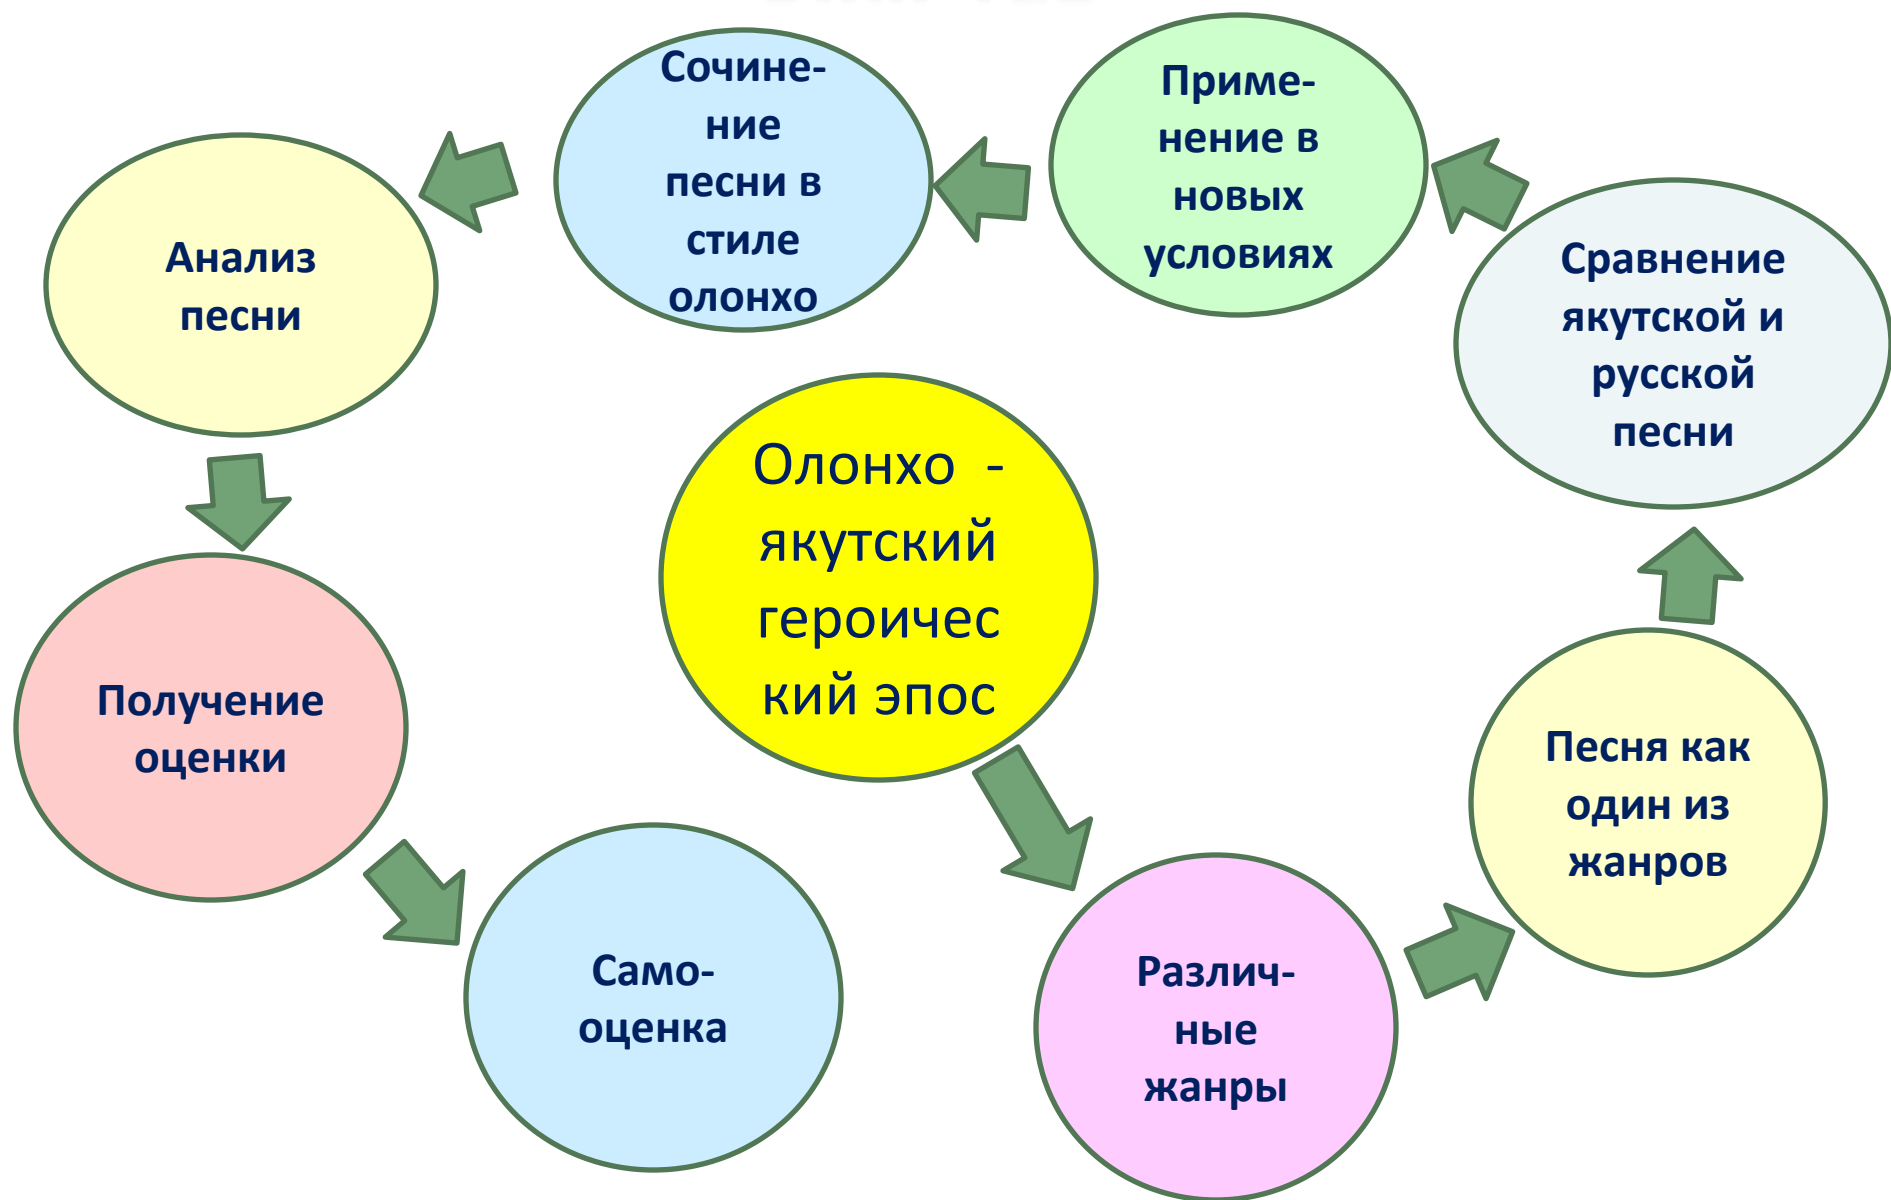 Сочине-
ние
песни в
стиле
олонхо
Приме-
нение в
новых
условиях
Анализ
песни
Сравнение
якутской и
русской
песни
Олонхо -
якутский
героичес
кий эпос
Получение
оценки
Песня как
один из
жанров
Само-
оценка
Различ-
ные
жанры